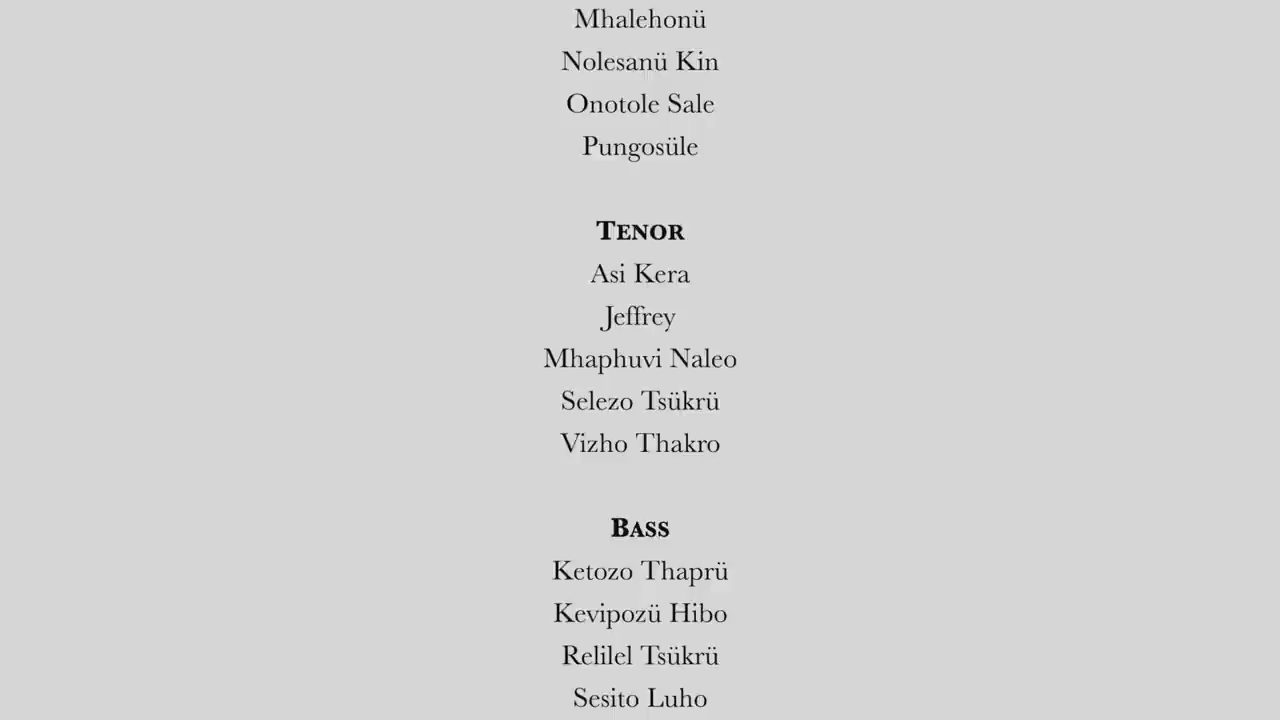 Mhalehonü
Nolesanü Kin
Onotole Sale
Pungosüle
TENOR
Asi Kera
Jeffrey
Mhaphuvi Naleo
Selezo Tsükrü
Vizho Thakro
BASS
Ketozo Thaprü
Kevipozü Hibo
Relilel Tsükrü
Sesito Luho